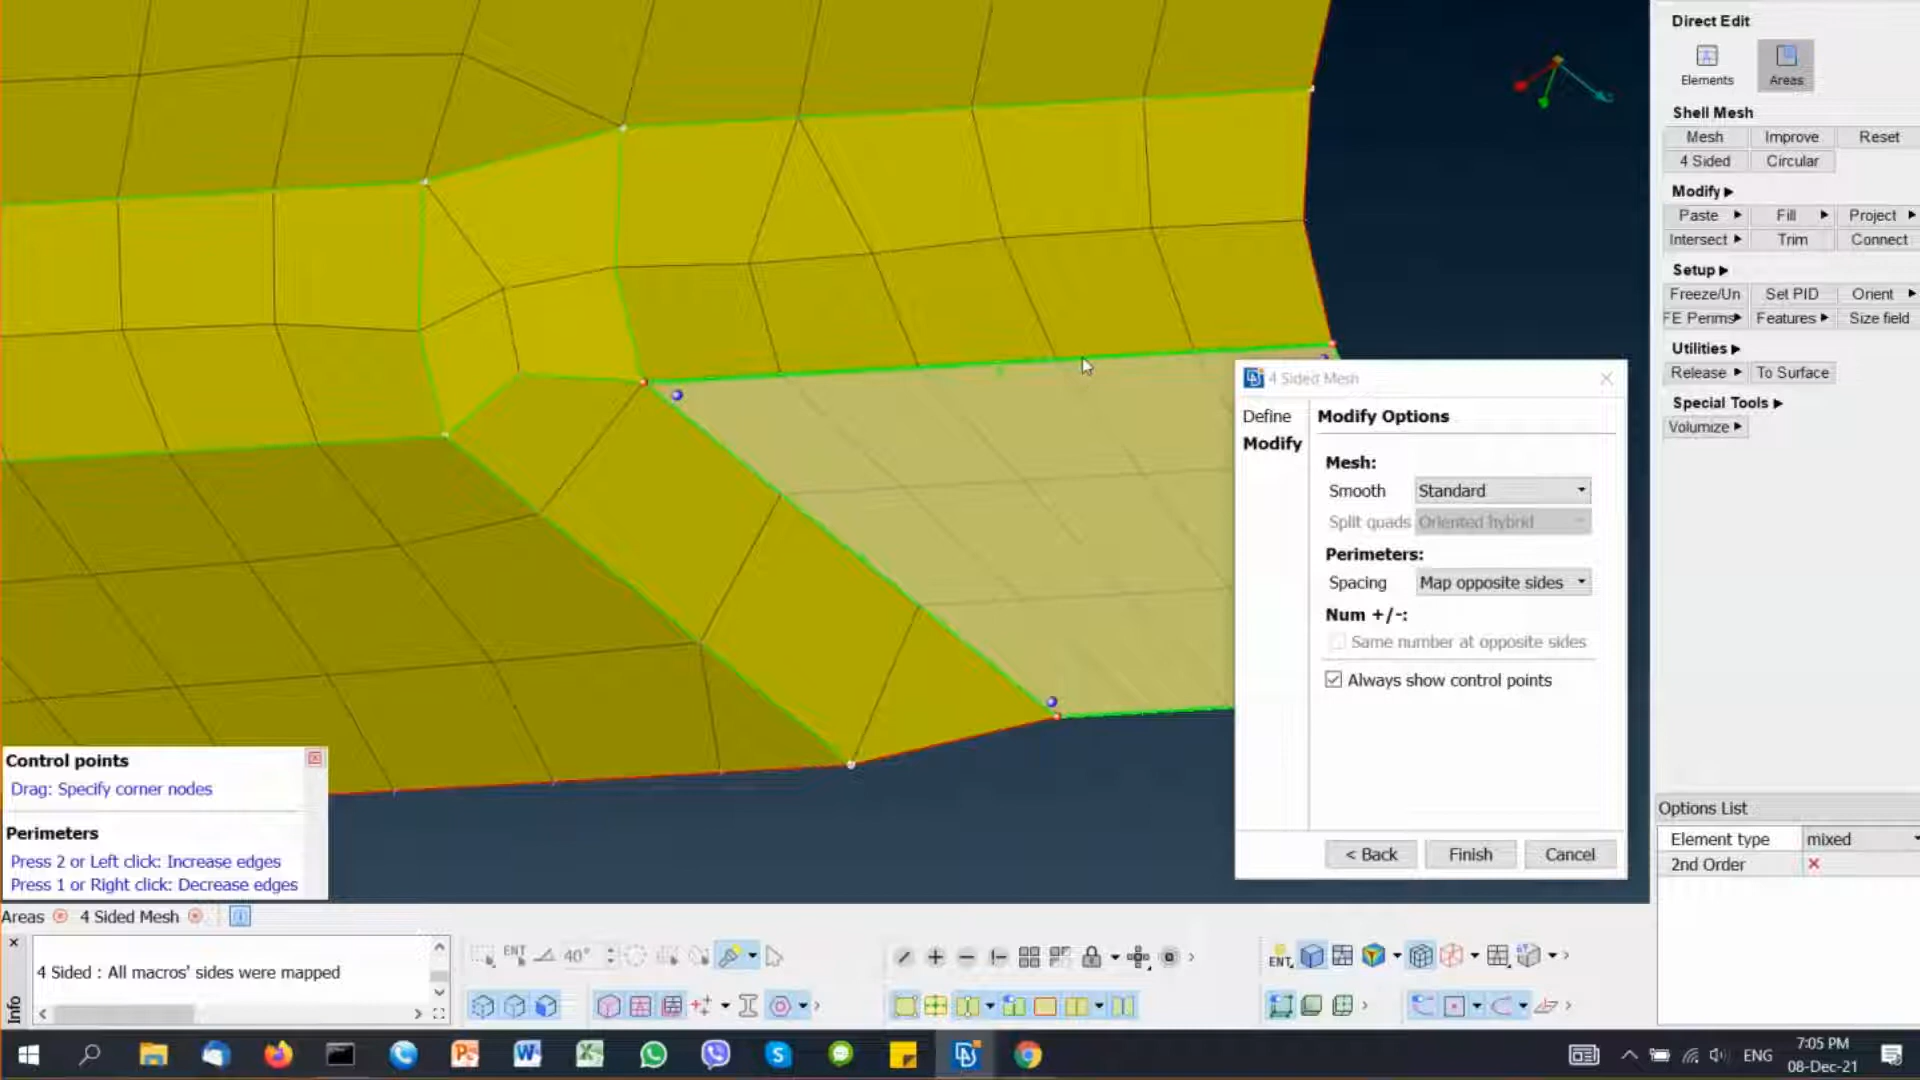 Direct Edit
Elements
Areas
Shell Mesh
Mesh
Improve
Reset
4 Sided
Circular
Modify
Paste
Fill
Project
Intersect
Trim
Connect
Setup
Freeze/Un
Set PID
Orient
FE Perms
Features
Size field
Utilities
Release
To Surface
Special Tools
Volumize
4 Sided Mesh
Define
Modify
Modify Options
Mesh:
Smooth
Standard
Split quads
Oriented hybrid
Perimeters:
Spacing
Map opposite sides
Num +/-:
Same number at opposite sides
Always show control points
< Back
Finish
Cancel
Control points
Drag: Specify corner nodes
Perimeters
Press 2 or Left click: Increase edges
Press 1 or Right click: Decrease edges
Options List
Element type
mixed
2nd Order
Areas
4 Sided Mesh
Info
4 Sided : All macros' sides were mapped
ENT
40°
ENT
ENG
7:05 PM
08-Dec-21